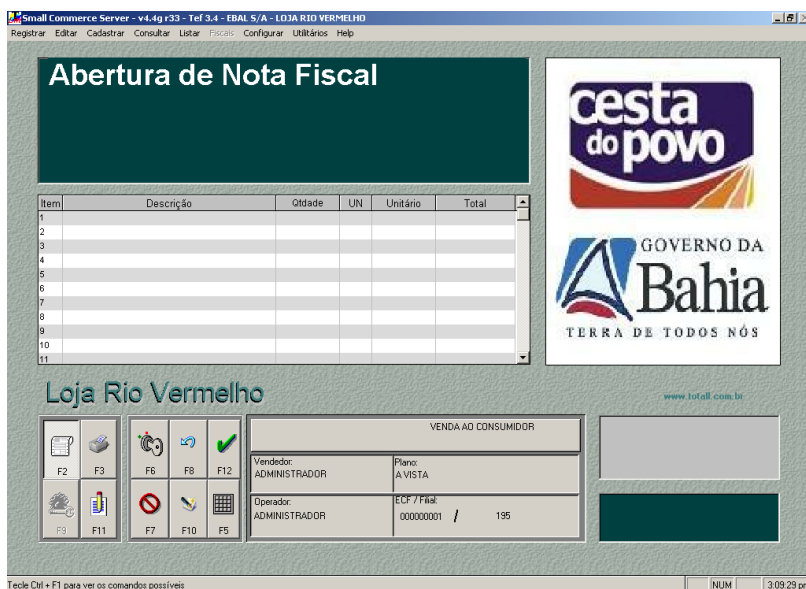 Small Commerce Server - v4.4g r33 - Tef 3.4 - EBAL S/A - LOJA RIO VERMELHO
Registrar Editar Cadastrar Consultar Listar Fiscais Configurar Utilitários Help
Abertura de Nota Fiscal
cesta
do povo
Item Descrição Qtdade UN Unitário Total
1
2
3
4
5
6
7
8
9
10
11
GOVERNO DA
Bahia
TERRA DE TODOS NÓS
Loja Rio Vermelho
www.totall.com.br
VENDA AO CONSUMIDOR
F2 F3 F6 F8 F12
Vendedor: Plano:
ADMINISTRADOR A VISTA
Operador: ECF / Filial:
ADMINISTRADOR 000000001 / 195
F9 F11 F7 F10 F5
Tecle Ctrl + F1 para ver os comandos possíveis NUM 3:09:29 pm